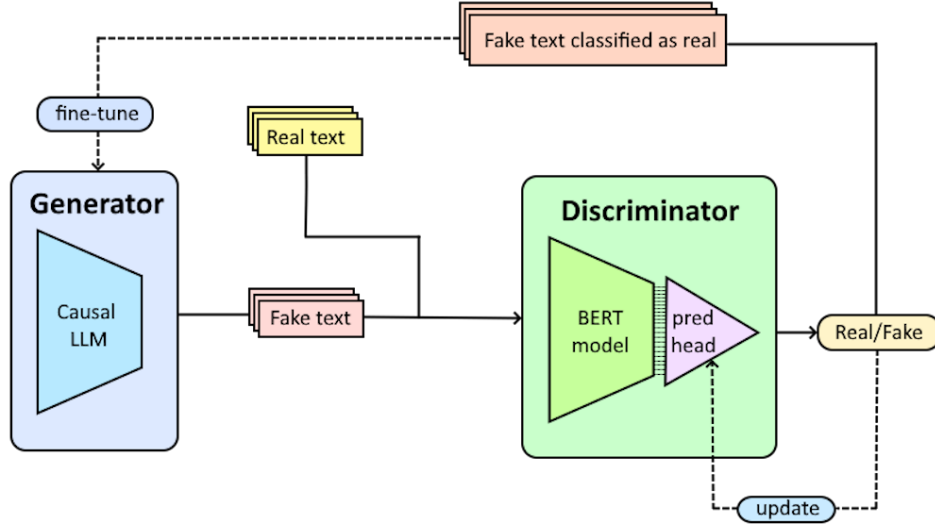 Fake text classified as real
fine-tune
Real text
Generator
Discriminator
Causal
LLM
Fake text
BERT
model
pred
head
Real/Fake
update